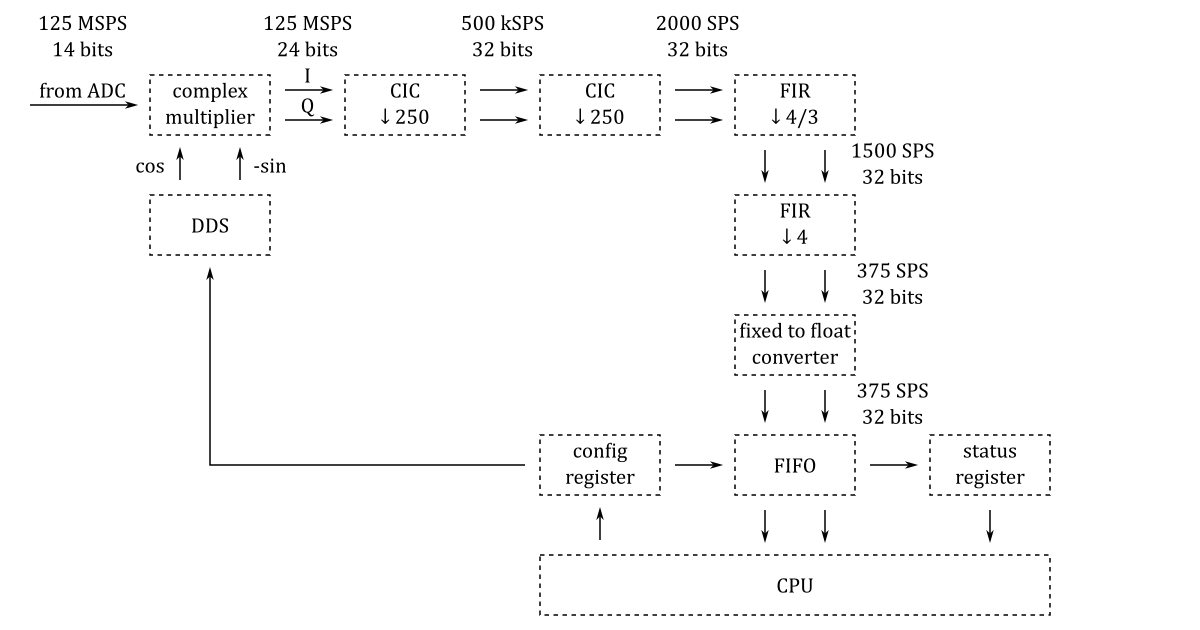 125 MSPS
14 bits
125 MSPS
24 bits
500 kSPS
32 bits
2000 SPS
32 bits
from ADC
complex
multiplier
I
Q
CIC
↓250
CIC
↓250
FIR
↓4/3
cos
-sin
1500 SPS
32 bits
DDS
FIR
↓4
375 SPS
32 bits
fixed to float
converter
375 SPS
32 bits
config
register
FIFO
status
register
CPU